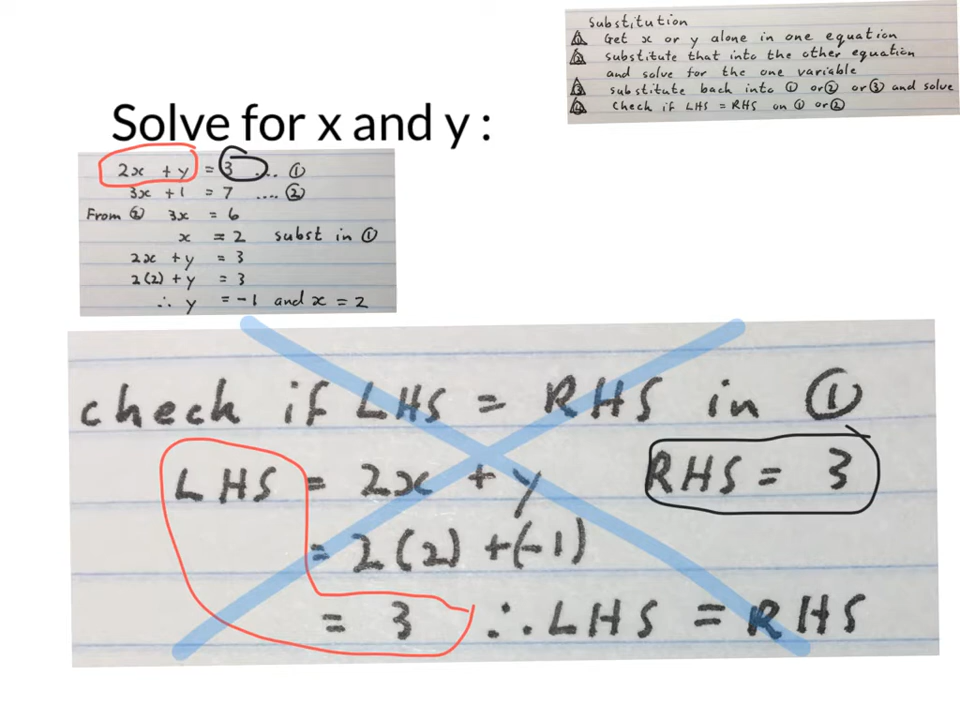 Substitution
1 Get x or y alone in one equation
2 substitute that into the other equation
and solve for the one variable
3 substitute back into ① or ② or ③ and solve
4 check if LHS = RHS on ① or ②
Solve for x and y :
2x + y = 3 ... ①
3x + 1 = 7 .... ②
From ② 3x = 6
x = 2 subst in ①
2x + y = 3
2(2) + y = 3
∴ y = -1 and x = 2
check if LHS = RHS in ①
LHS = 2x + y RHS = 3
= 2(2) + (-1)
= 3 ∴ LHS = RHS